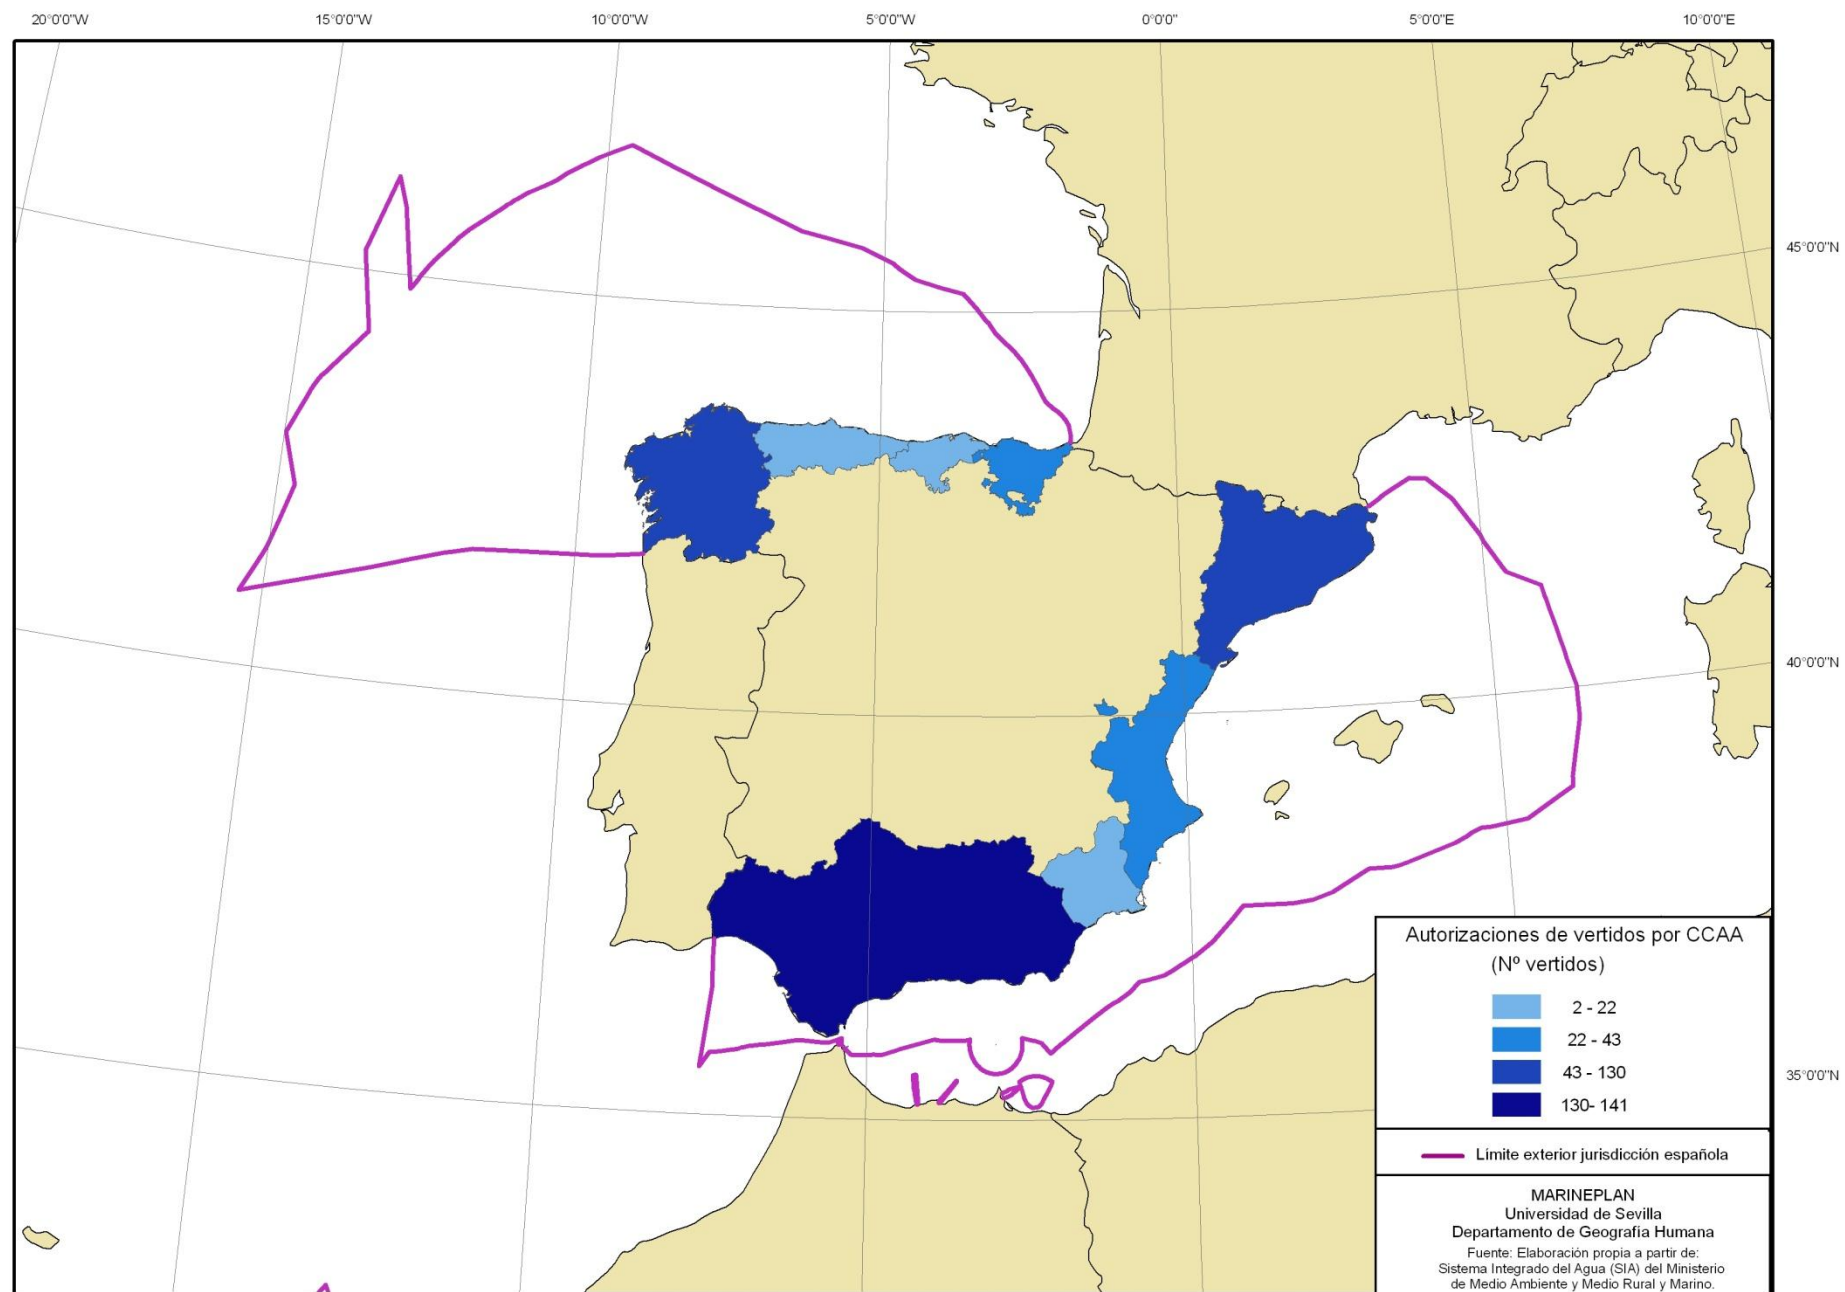 20°0'0"W
15°0'0"W
10°0'0"W
5°0'0"W
0°0'0"
5°0'0"E
10°0'0"E
45°0'0"N
40°0'0"N
35°0'0"N
Autorizaciones de vertidos por CCAA
(Nº vertidos)
2 - 22
22 - 43
43 - 130
130- 141
Límite exterior jurisdicción española
MARINEPLAN
Universidad de Sevilla
Departamento de Geografía Humana
Fuente: Elaboración propia a partir de:
Sistema Integrado del Agua (SIA) del Ministerio
de Medio Ambiente y Medio Rural y Marino.